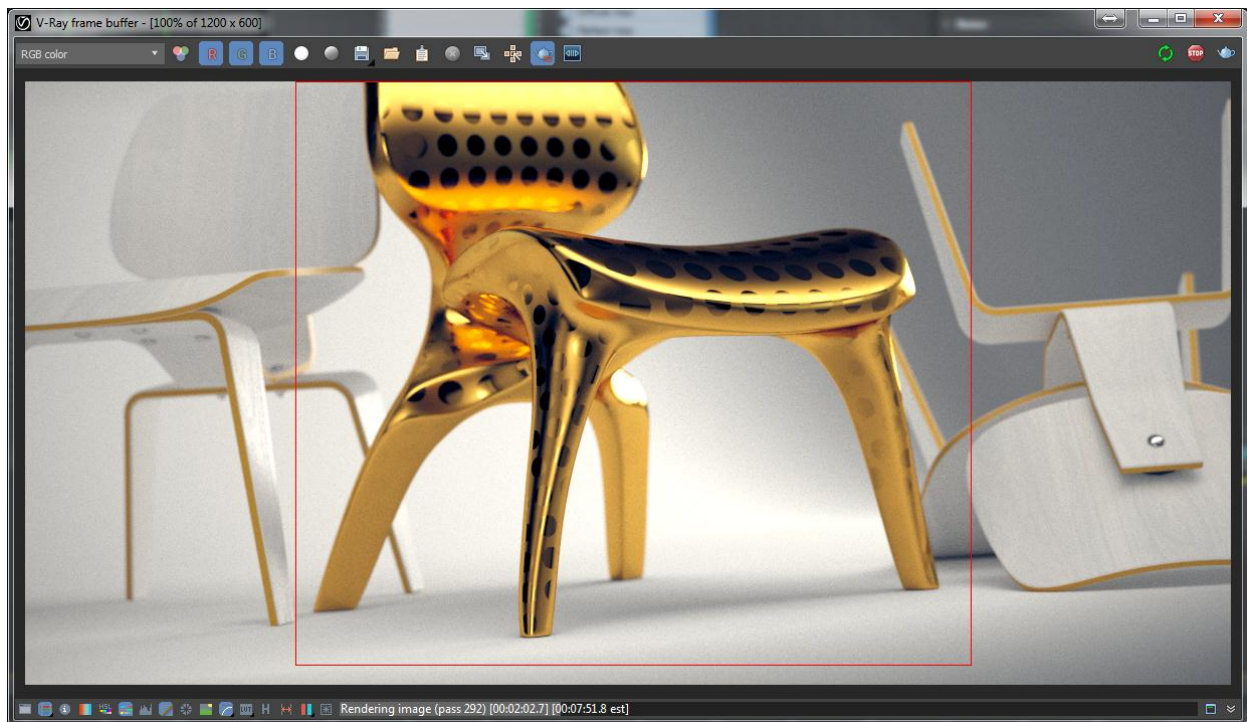 V-Ray frame buffer - [100% of 1200 x 600]
RGB color
R G B
STOP
H
Rendering image (pass 292) [00:02:02.7] [00:07:51.8 est]